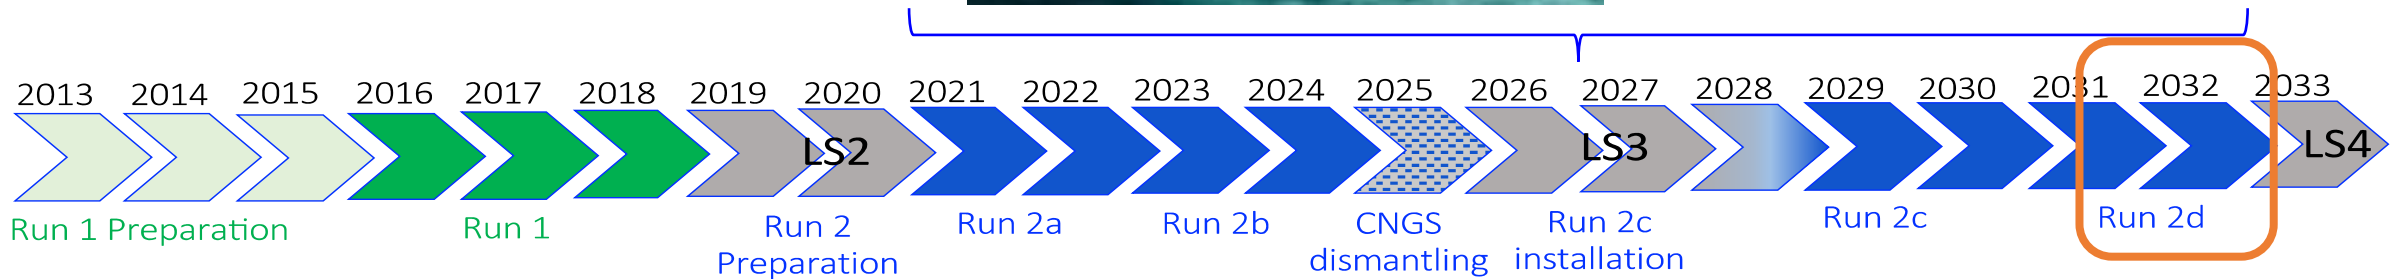 2013 2014 2015 2016 2017 2018 2019 2020 2021 2022 2023 2024 2025 2026 2027 2028 2029 2030 2031 2032 2033
LS2 LS3 LS4
Run 1 Preparation Run 1 Run 2 Run 2a Run 2b CNGS Run 2c Run 2c Run 2d
Preparation dismantling installation